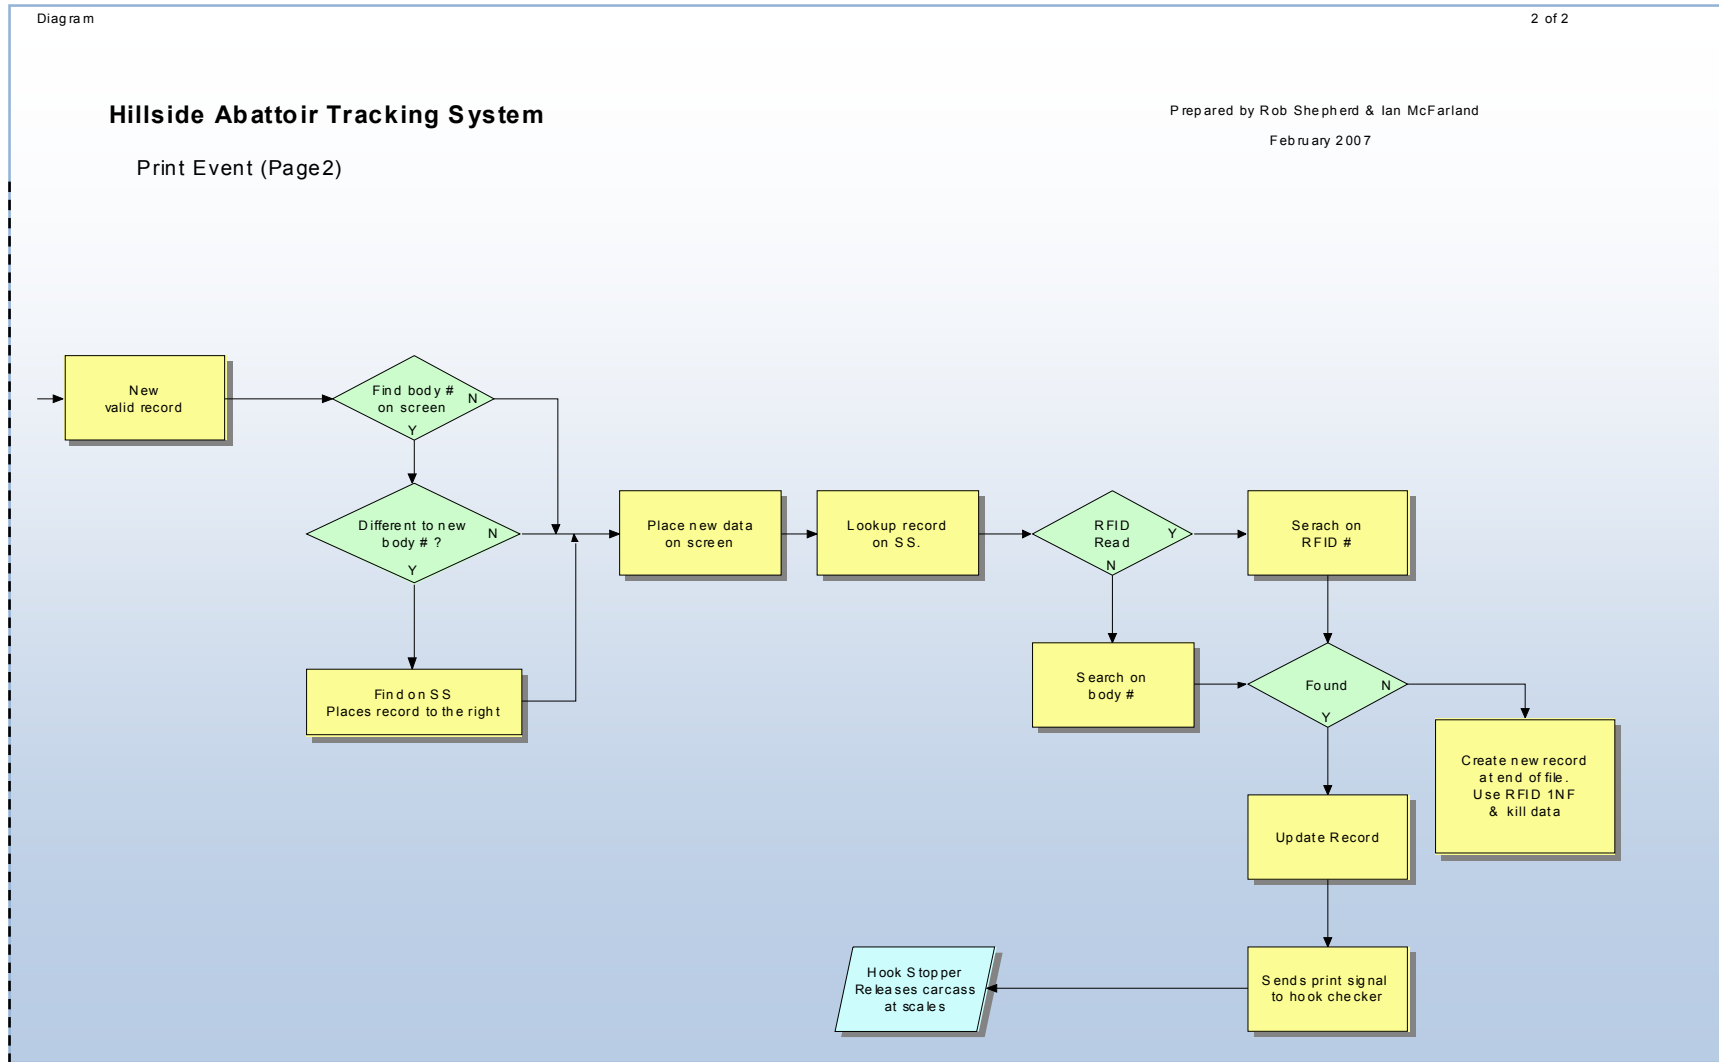 Diagram
2 of 2
Hillside Abattoir Tracking System
Prepared by Rob Shepherd & Ian McFarland
February 2007
Print Event (Page2)
New
valid record
Find body #
on screen
N
Y
Different to new
body # ?
N
Y
Find on SS
Places record to the right
Place new data
on screen
Lookup record
on SS.
RFID
Read
Y
N
Serach on
RFID #
Search on
body #
Found
N
Y
Create new record
at end of file.
Use RFID 1NF
& kill data
Update Record
Sends print signal
to hook checker
Hook Stopper
Releases carcass
at scales